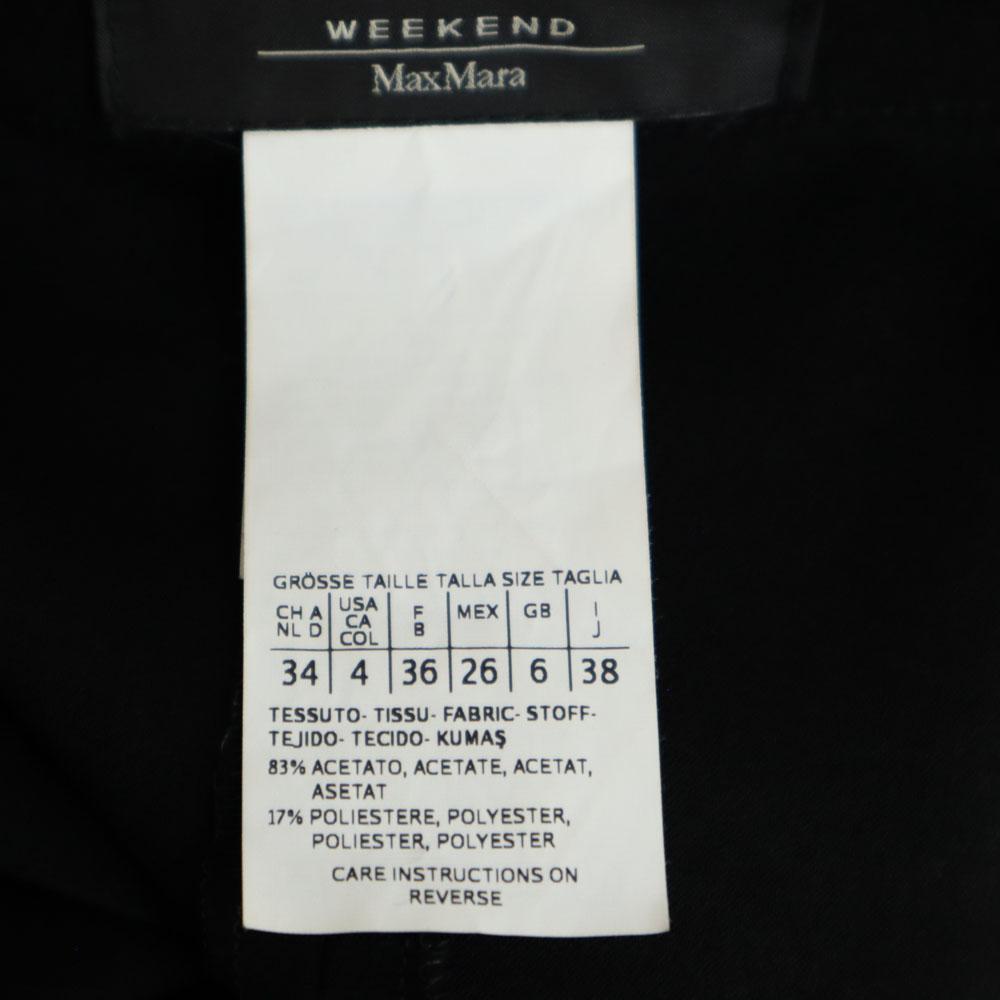 WEEKEND
MaxMara
GRÖSSE TAILLE TALLA SIZE TAGLIA
CH A NL D | USA CA COL | F B | MEX | GB | I J
34 | 4 | 36 | 26 | 6 | 38
TESSUTO- TISSU- FABRIC- STOFF-
TEJIDO- TECIDO- KUMAŞ
83% ACETATO, ACETATE, ACETAT,
ASETAT
17% POLIESTERE, POLYESTER,
POLIESTER, POLYESTER
CARE INSTRUCTIONS ON
REVERSE